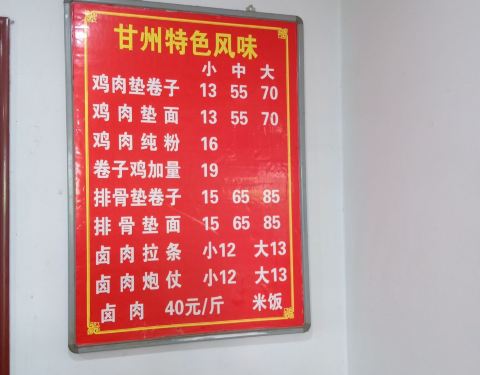 甘州特色风味
小 中 大
鸡肉垫卷子 13 55 70
鸡肉垫面 13 55 70
鸡肉纯粉 16
卷子鸡加量 19
排骨垫卷子 15 65 85
排骨垫面 15 65 85
卤肉拉条 小12 大13
卤肉炮仗 小12 大13
卤肉 40元/斤 米饭